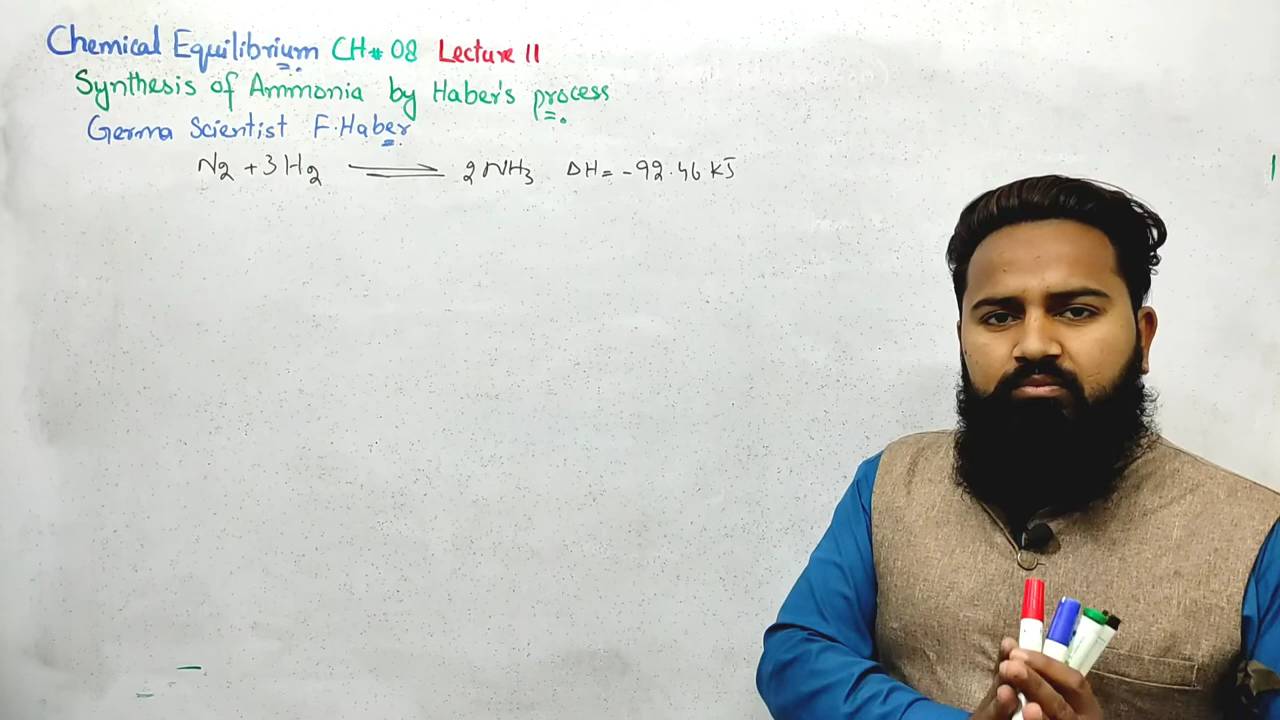 Chemical Equilibrium CH# 08 Lecture 11
Synthesis of Ammonia by Haber's process
Germa Scientist F.Haber
N2 + 3H2 ⇌ 2NH3 ΔH = -92.46 kJ